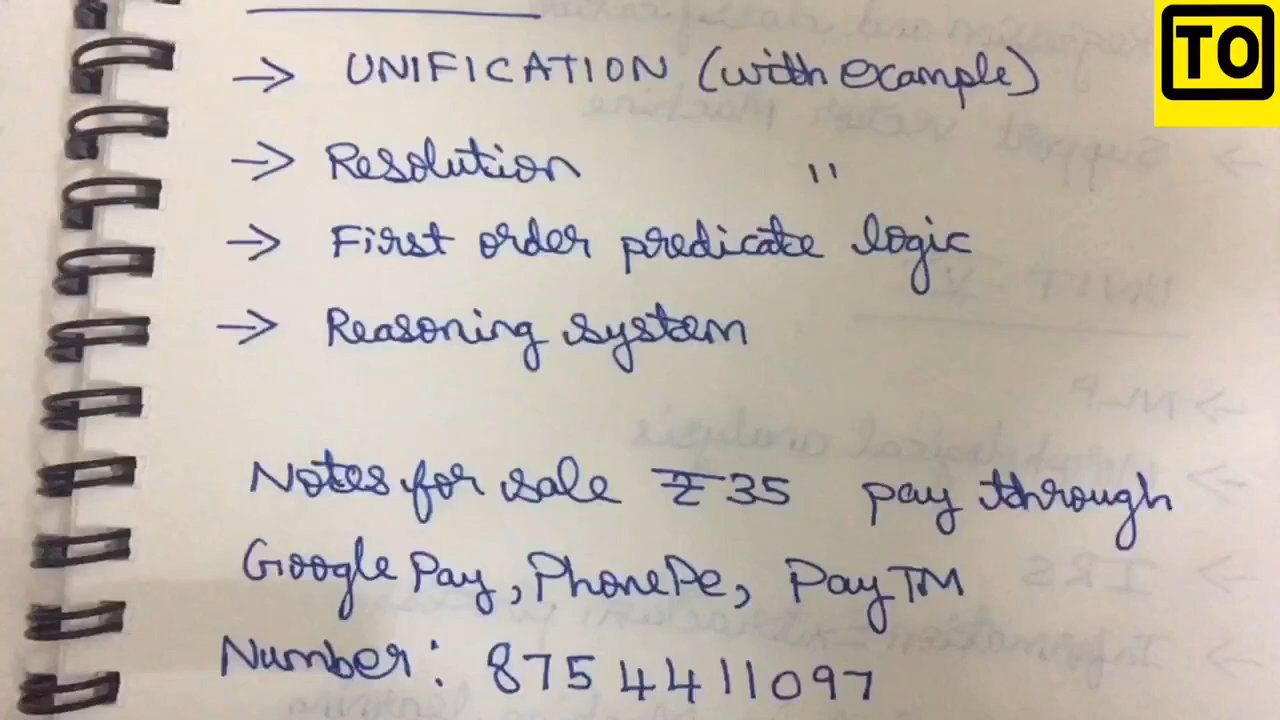 TO
→ UNIFICATION (with example)
→ Resolution "
→ First order predicate logic
→ Reasoning system
Notes for sale ₹ 35 pay through
Google Pay, PhonePe, PayTM
Number: 8754411097